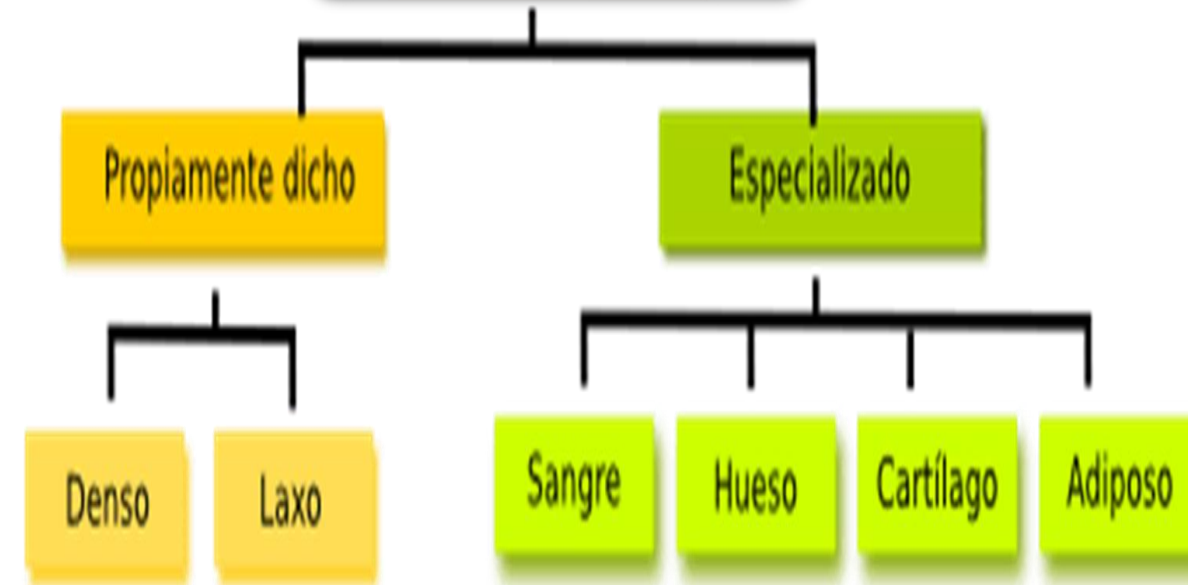 Propiamente dicho
Especializado
Denso
Laxo
Sangre
Hueso
Cartílago
Adiposo